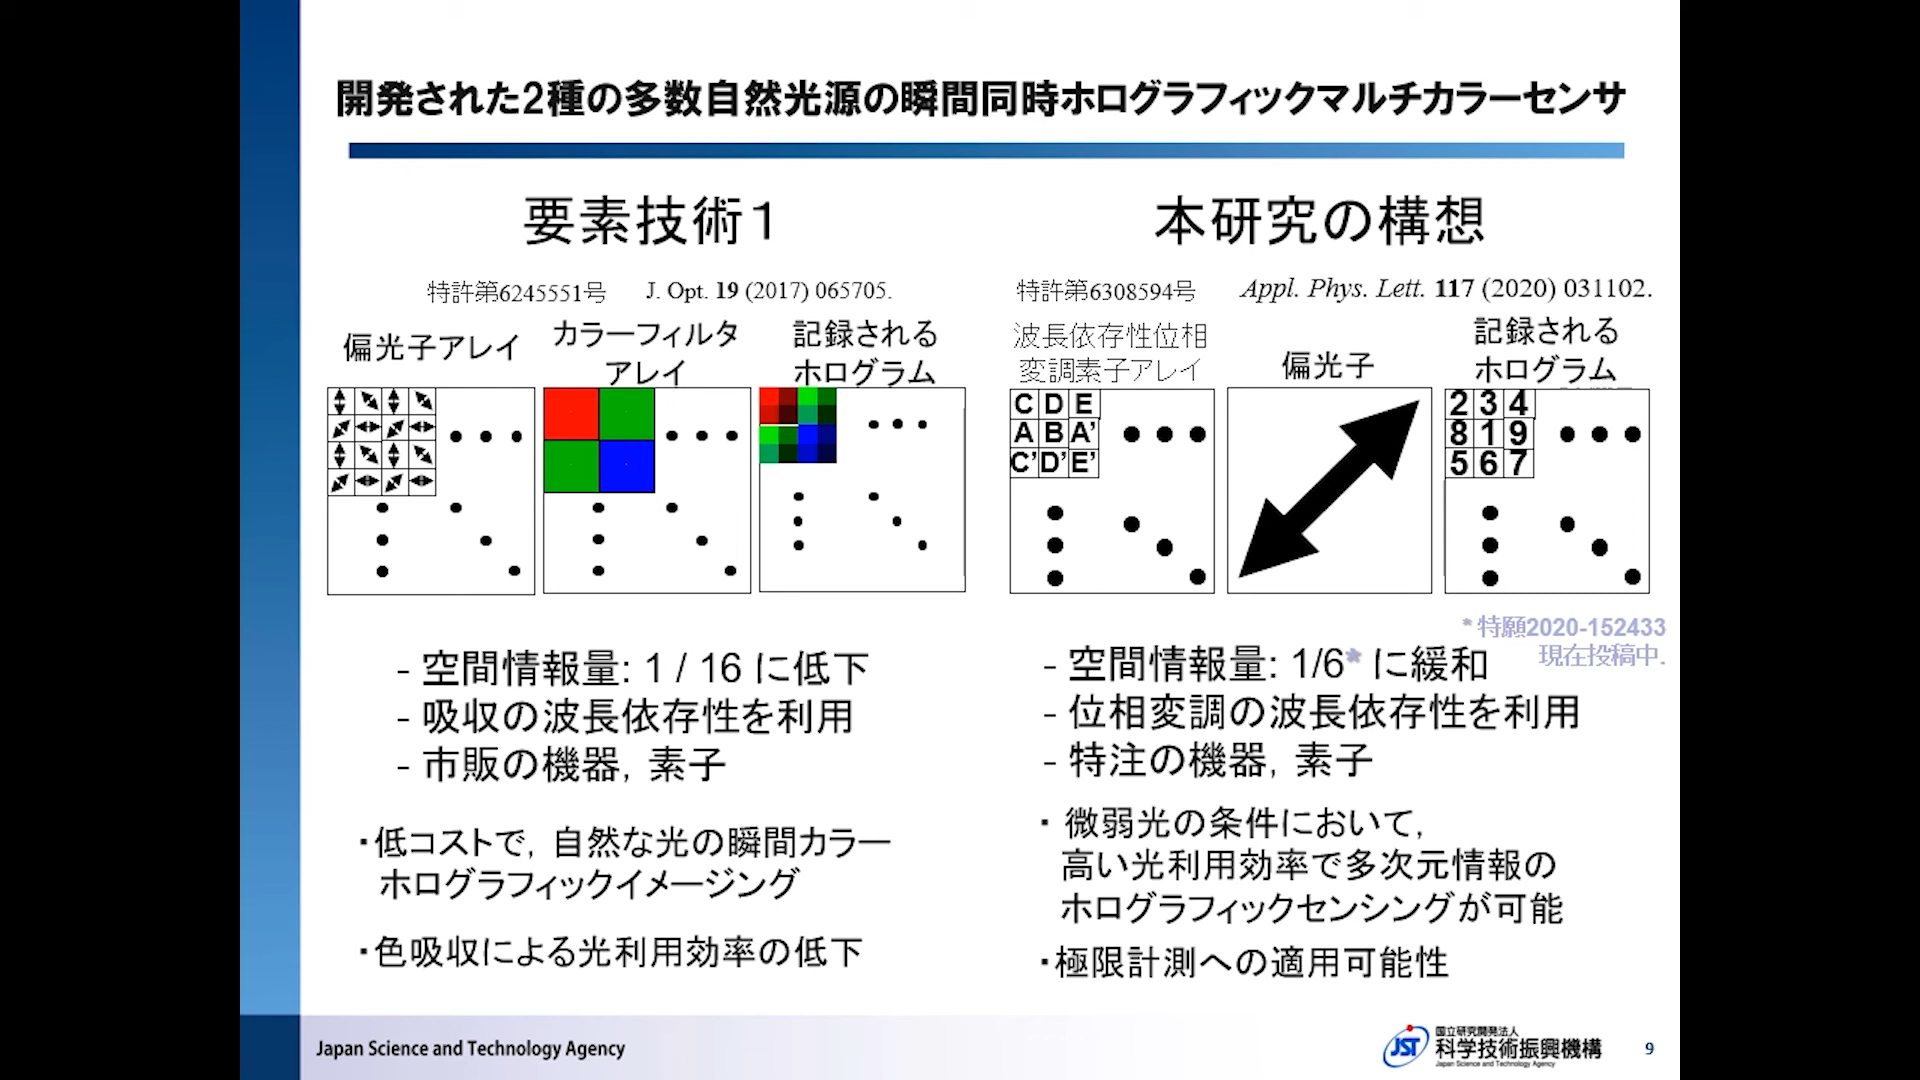 開発された2種の多数自然光源の瞬間同時ホログラフィックマルチカラーセンサ
要素技術１
特許第6245551号 J. Opt. 19 (2017) 065705.
偏光子アレイ
カラーフィルタ
アレイ
記録される
ホログラム
- 空間情報量: 1 / 16 に低下
- 吸収の波長依存性を利用
- 市販の機器, 素子
・低コストで, 自然な光の瞬間カラー
ホログラフィックイメージング
・色吸収による光利用効率の低下
本研究の構想
特許第6308594号 Appl. Phys. Lett. 117 (2020) 031102.
波長依存性位相
変調素子アレイ
偏光子
記録される
ホログラム
C D E
A B A’
C’ D’ E’
2 3 4
8 1 9
5 6 7
* 特願2020-152433
現在投稿中.
- 空間情報量: 1/6* に緩和
- 位相変調の波長依存性を利用
- 特注の機器, 素子
・ 微弱光の条件において,
高い光利用効率で多次元情報の
ホログラフィックセンシングが可能
・極限計測への適用可能性
Japan Science and Technology Agency
JST
国立研究開発法人
科学技術振興機構
Japan Science and Technology Agency
9